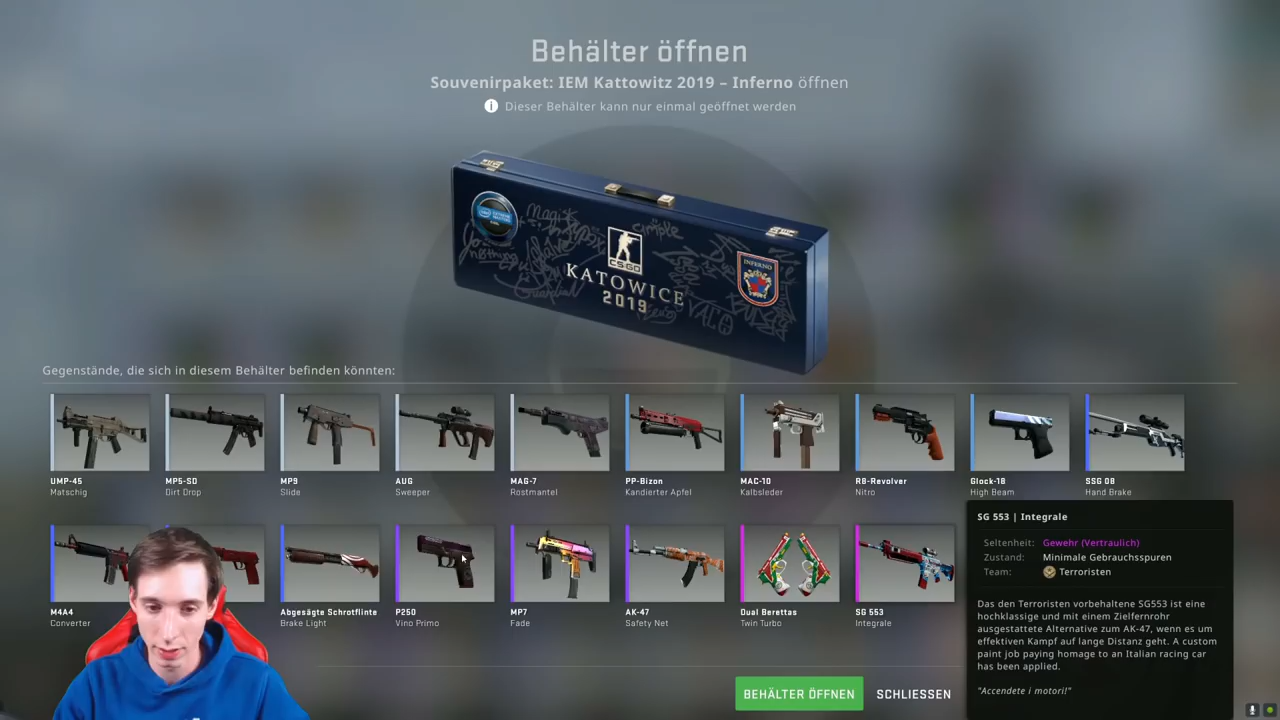 Behälter öffnen
Souvenirpaket: IEM Kattowitz 2019 – Inferno öffnen
Dieser Behälter kann nur einmal geöffnet werden
INFERNO
CS:GO
KATOWICE
2019
Gegenstände, die sich in diesem Behälter befinden könnten:
UMP-45
Matschig
MP5-SD
Dirt Drop
MP9
Slide
AUG
Sweeper
MAG-7
Rostmantel
PP-Bizon
Kandierter Apfel
MAC-10
Kalbsleder
R8-Revolver
Nitro
Glock-18
High Beam
SSG 08
Hand Brake
M4A4
Converter
Abgesägte Schrotflinte
Brake Light
P250
Vino Primo
MP7
Fade
AK-47
Safety Net
Dual Berettas
Twin Turbo
SG 553
Integrale
SG 553 | Integrale
Seltenheit: Gewehr (Vertraulich)
Zustand: Minimale Gebrauchsspuren
Team: Terroristen
Das den Terroristen vorbehaltene SG553 ist eine
hochklassige und mit einem Zielfernrohr
ausgestattete Alternative zum AK-47, wenn es um
effektiven Kampf auf lange Distanz geht. A custom
paint job paying homage to an Italian racing car
has been applied.
"Accendete i motori!"
BEHÄLTER ÖFFNEN
SCHLIESSEN